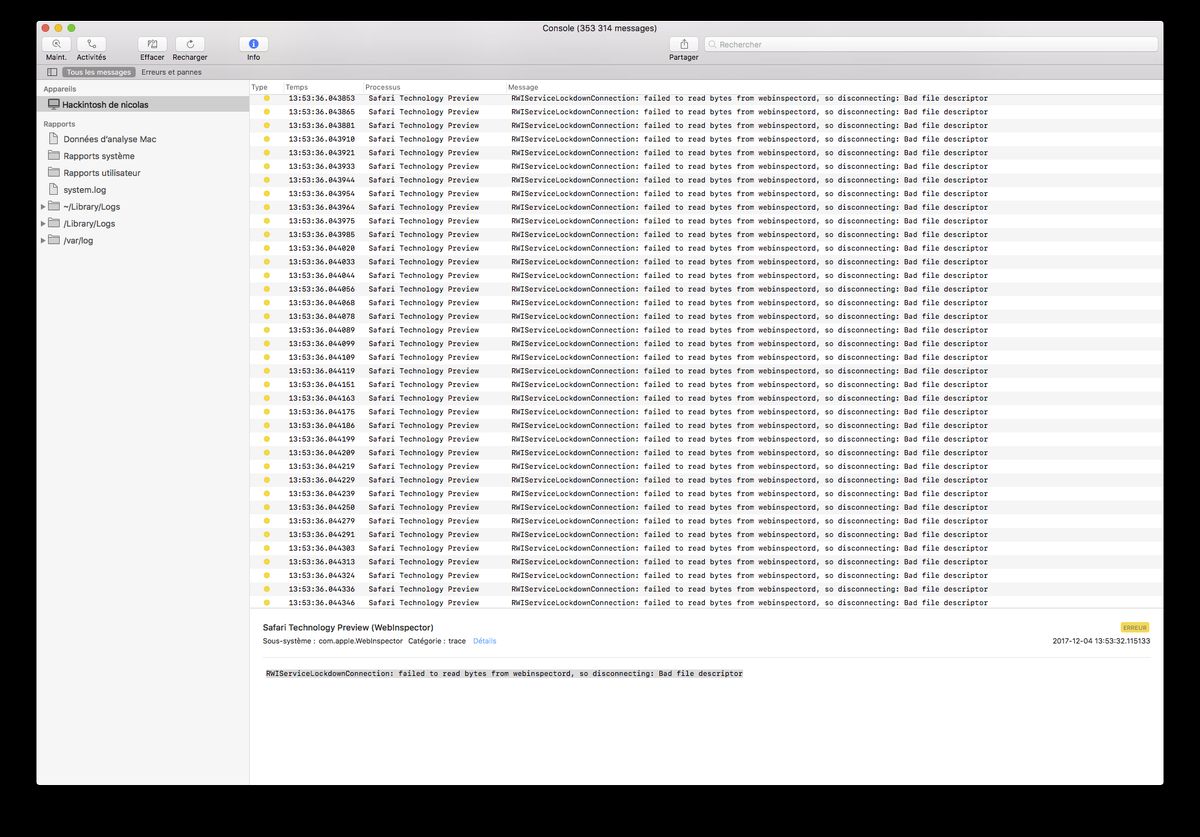 Console (353 314 messages)
Maint. Activités Effacer Recharger Info Partager Rechercher
Tous les messages Erreurs et pannes
Appareils
Hackintosh de nicolas
Rapports
Données d'analyse Mac
Rapports système
Rapports utilisateur
system.log
~/Library/Logs
/Library/Logs
/var/log
Type Temps Processus Message
13:53:36.043853 Safari Technology Preview RWIServiceLockdownConnection: failed to read bytes from webinspectord, so disconnecting: Bad file descriptor
13:53:36.043865 Safari Technology Preview RWIServiceLockdownConnection: failed to read bytes from webinspectord, so disconnecting: Bad file descriptor
13:53:36.043881 Safari Technology Preview RWIServiceLockdownConnection: failed to read bytes from webinspectord, so disconnecting: Bad file descriptor
13:53:36.043910 Safari Technology Preview RWIServiceLockdownConnection: failed to read bytes from webinspectord, so disconnecting: Bad file descriptor
13:53:36.043921 Safari Technology Preview RWIServiceLockdownConnection: failed to read bytes from webinspectord, so disconnecting: Bad file descriptor
13:53:36.043933 Safari Technology Preview RWIServiceLockdownConnection: failed to read bytes from webinspectord, so disconnecting: Bad file descriptor
13:53:36.043944 Safari Technology Preview RWIServiceLockdownConnection: failed to read bytes from webinspectord, so disconnecting: Bad file descriptor
13:53:36.043954 Safari Technology Preview RWIServiceLockdownConnection: failed to read bytes from webinspectord, so disconnecting: Bad file descriptor
13:53:36.043964 Safari Technology Preview RWIServiceLockdownConnection: failed to read bytes from webinspectord, so disconnecting: Bad file descriptor
13:53:36.043975 Safari Technology Preview RWIServiceLockdownConnection: failed to read bytes from webinspectord, so disconnecting: Bad file descriptor
13:53:36.043985 Safari Technology Preview RWIServiceLockdownConnection: failed to read bytes from webinspectord, so disconnecting: Bad file descriptor
13:53:36.044020 Safari Technology Preview RWIServiceLockdownConnection: failed to read bytes from webinspectord, so disconnecting: Bad file descriptor
13:53:36.044033 Safari Technology Preview RWIServiceLockdownConnection: failed to read bytes from webinspectord, so disconnecting: Bad file descriptor
13:53:36.044044 Safari Technology Preview RWIServiceLockdownConnection: failed to read bytes from webinspectord, so disconnecting: Bad file descriptor
13:53:36.044056 Safari Technology Preview RWIServiceLockdownConnection: failed to read bytes from webinspectord, so disconnecting: Bad file descriptor
13:53:36.044068 Safari Technology Preview RWIServiceLockdownConnection: failed to read bytes from webinspectord, so disconnecting: Bad file descriptor
13:53:36.044078 Safari Technology Preview RWIServiceLockdownConnection: failed to read bytes from webinspectord, so disconnecting: Bad file descriptor
13:53:36.044089 Safari Technology Preview RWIServiceLockdownConnection: failed to read bytes from webinspectord, so disconnecting: Bad file descriptor
13:53:36.044099 Safari Technology Preview RWIServiceLockdownConnection: failed to read bytes from webinspectord, so disconnecting: Bad file descriptor
13:53:36.044109 Safari Technology Preview RWIServiceLockdownConnection: failed to read bytes from webinspectord, so disconnecting: Bad file descriptor
13:53:36.044119 Safari Technology Preview RWIServiceLockdownConnection: failed to read bytes from webinspectord, so disconnecting: Bad file descriptor
13:53:36.044151 Safari Technology Preview RWIServiceLockdownConnection: failed to read bytes from webinspectord, so disconnecting: Bad file descriptor
13:53:36.044163 Safari Technology Preview RWIServiceLockdownConnection: failed to read bytes from webinspectord, so disconnecting: Bad file descriptor
13:53:36.044175 Safari Technology Preview RWIServiceLockdownConnection: failed to read bytes from webinspectord, so disconnecting: Bad file descriptor
13:53:36.044186 Safari Technology Preview RWIServiceLockdownConnection: failed to read bytes from webinspectord, so disconnecting: Bad file descriptor
13:53:36.044199 Safari Technology Preview RWIServiceLockdownConnection: failed to read bytes from webinspectord, so disconnecting: Bad file descriptor
13:53:36.044209 Safari Technology Preview RWIServiceLockdownConnection: failed to read bytes from webinspectord, so disconnecting: Bad file descriptor
13:53:36.044219 Safari Technology Preview RWIServiceLockdownConnection: failed to read bytes from webinspectord, so disconnecting: Bad file descriptor
13:53:36.044229 Safari Technology Preview RWIServiceLockdownConnection: failed to read bytes from webinspectord, so disconnecting: Bad file descriptor
13:53:36.044239 Safari Technology Preview RWIServiceLockdownConnection: failed to read bytes from webinspectord, so disconnecting: Bad file descriptor
13:53:36.044250 Safari Technology Preview RWIServiceLockdownConnection: failed to read bytes from webinspectord, so disconnecting: Bad file descriptor
13:53:36.044279 Safari Technology Preview RWIServiceLockdownConnection: failed to read bytes from webinspectord, so disconnecting: Bad file descriptor
13:53:36.044291 Safari Technology Preview RWIServiceLockdownConnection: failed to read bytes from webinspectord, so disconnecting: Bad file descriptor
13:53:36.044303 Safari Technology Preview RWIServiceLockdownConnection: failed to read bytes from webinspectord, so disconnecting: Bad file descriptor
13:53:36.044313 Safari Technology Preview RWIServiceLockdownConnection: failed to read bytes from webinspectord, so disconnecting: Bad file descriptor
13:53:36.044324 Safari Technology Preview RWIServiceLockdownConnection: failed to read bytes from webinspectord, so disconnecting: Bad file descriptor
13:53:36.044336 Safari Technology Preview RWIServiceLockdownConnection: failed to read bytes from webinspectord, so disconnecting: Bad file descriptor
13:53:36.044346 Safari Technology Preview RWIServiceLockdownConnection: failed to read bytes from webinspectord, so disconnecting: Bad file descriptor
Safari Technology Preview (WebInspector) ERREUR
Sous-système : com.apple.WebInspector Catégorie : trace Détails 2017-12-04 13:53:32.115133
RWIServiceLockdownConnection: failed to read bytes from webinspectord, so disconnecting: Bad file descriptor